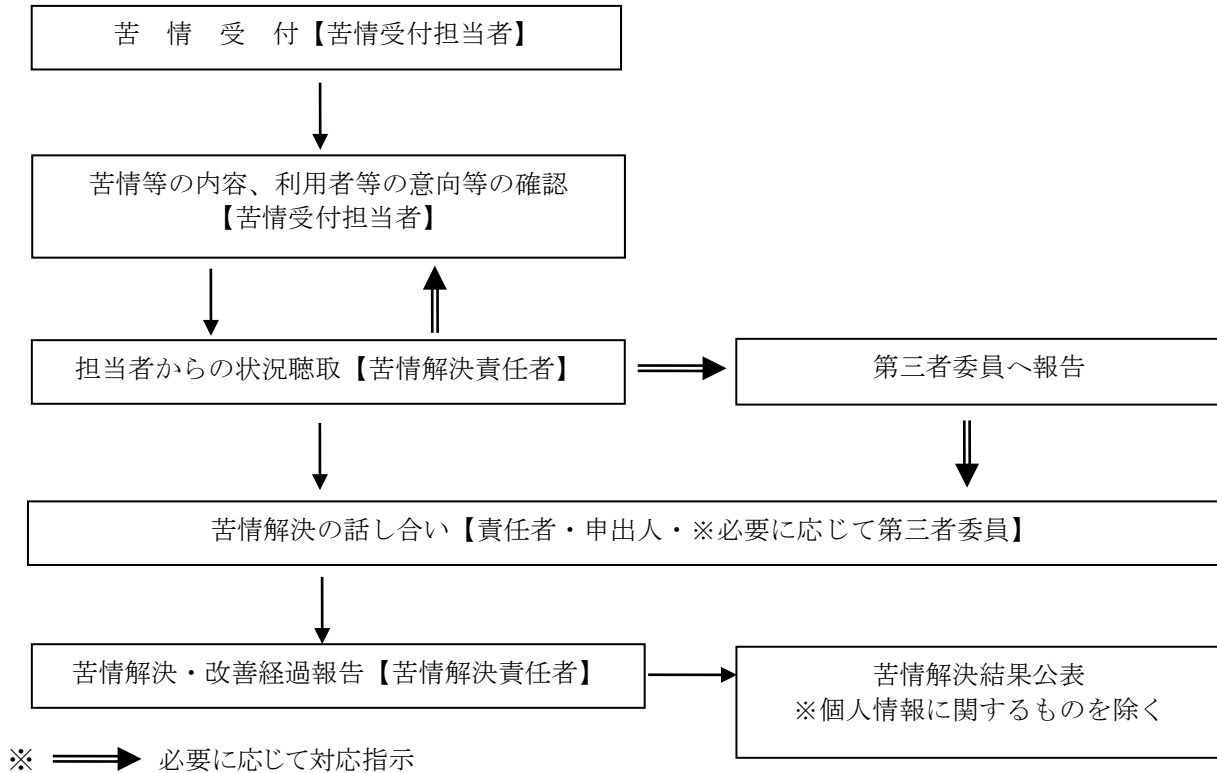 苦　情　受　付【苦情受付担当者】
苦情等の内容、利用者等の意向等の確認
【苦情受付担当者】
担当者からの状況聴取【苦情解決責任者】
第三者委員へ報告
苦情解決の話し合い【責任者・申出人・※必要に応じて第三者委員】
苦情解決・改善経過報告【苦情解決責任者】
苦情解決結果公表
※個人情報に関するものを除く
※　必要に応じて対応指示